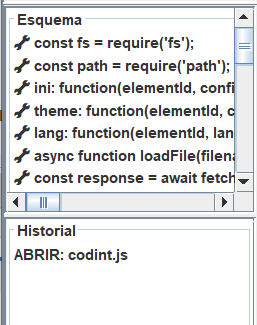 Esquema
const fs = require('fs');
const path = require('path');
ini: function(elementId, confi
theme: function(elementId, c
lang: function(elementId, lan
async function loadFile(filena
const response = await fetch
Historial
ABRIR: codint.js